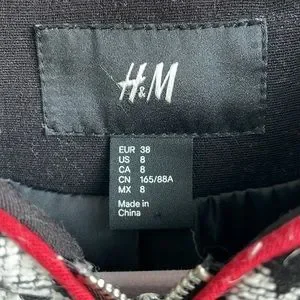 H&M
EUR 38
US 8
CA 8
CN 165/88A
MX 8
Made in
China